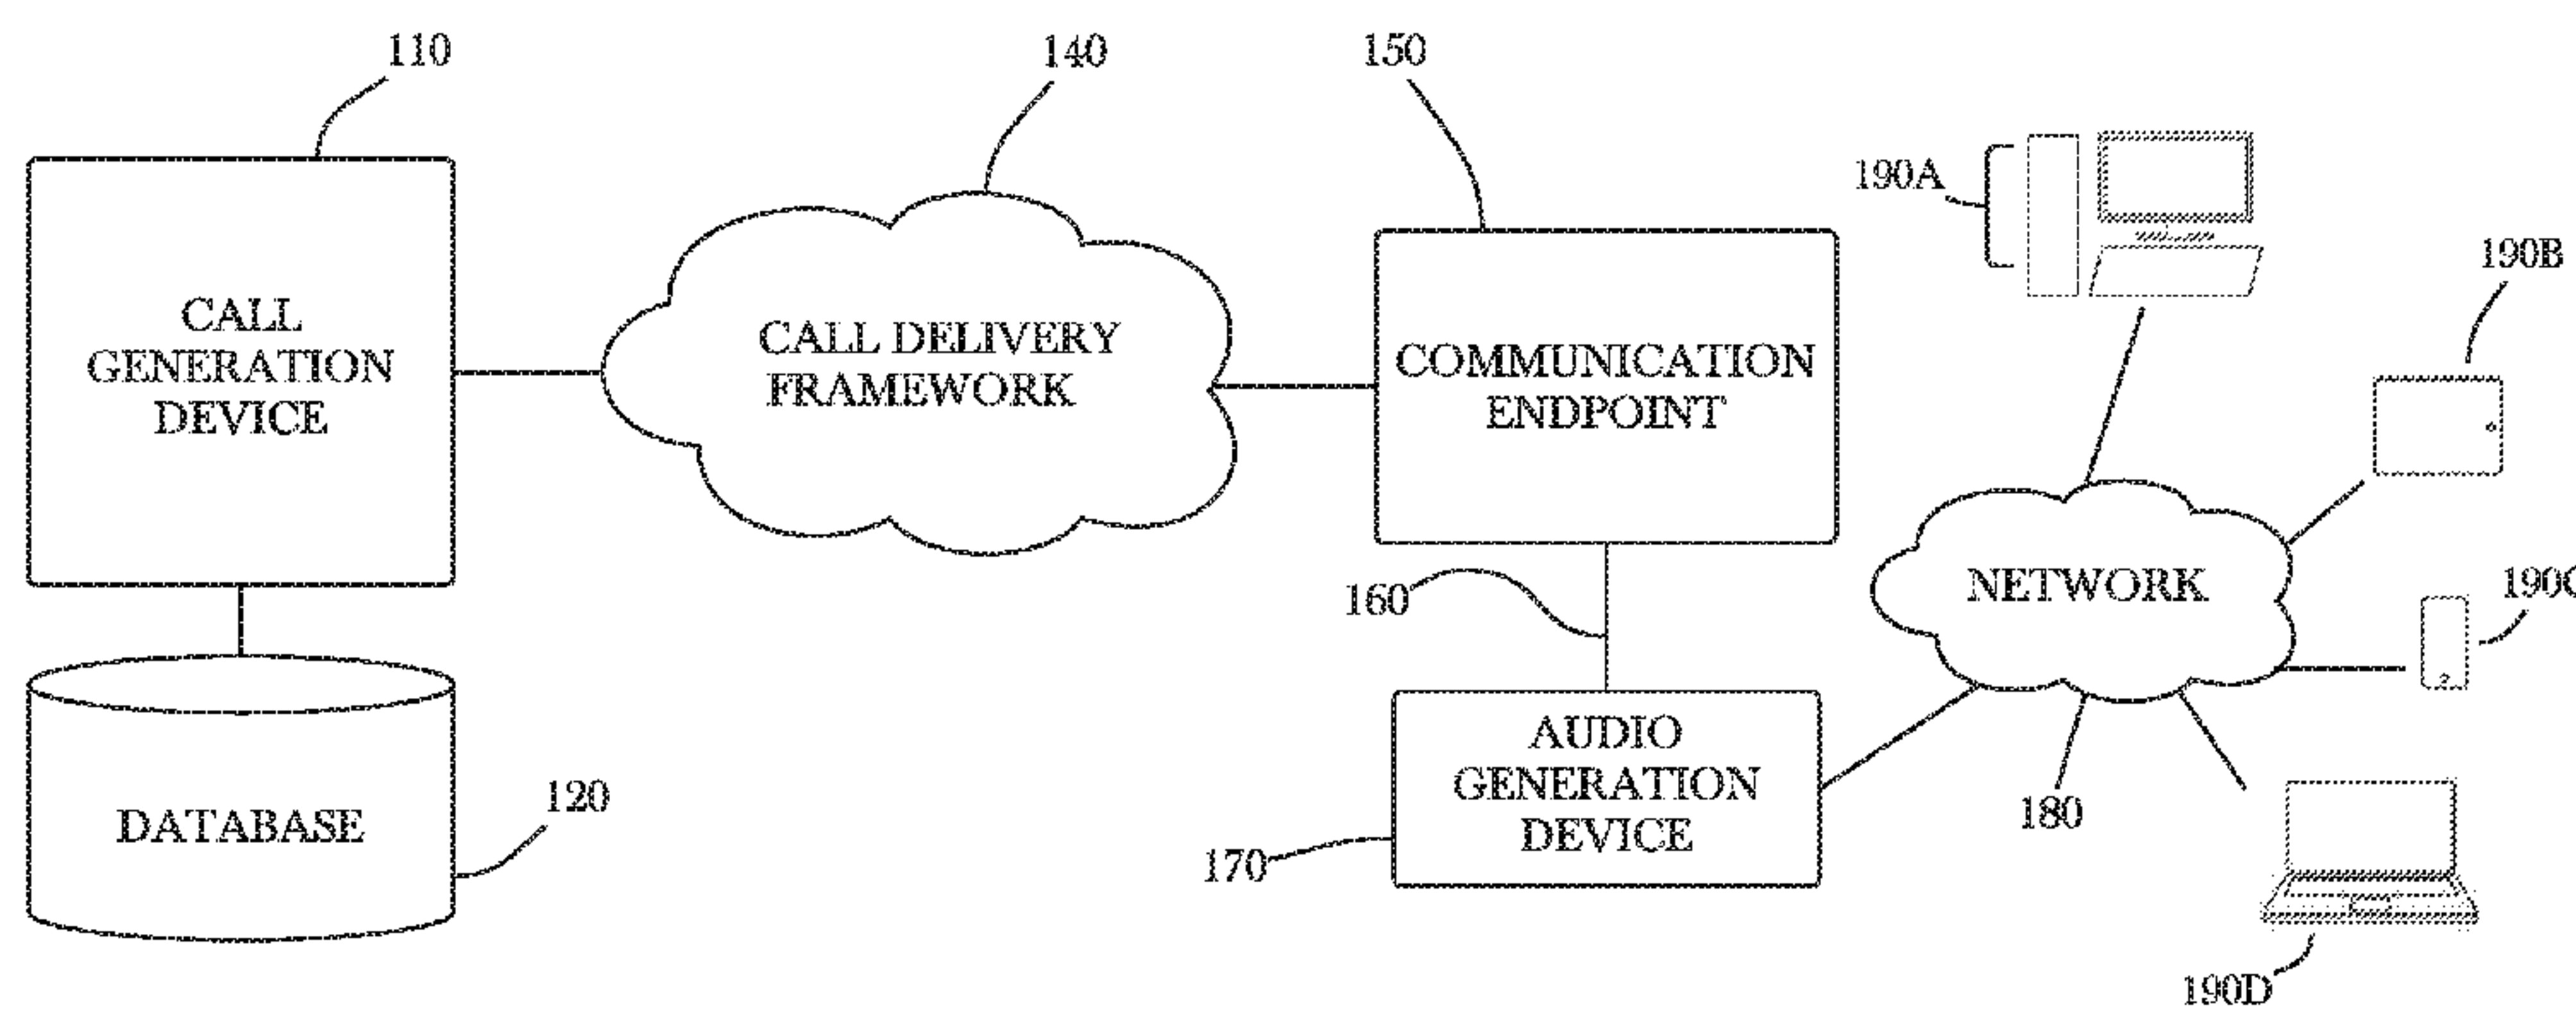 110
140
150
190A
190B
CALL
GENERATION
DEVICE
CALL DELIVERY
FRAMEWORK
COMMUNICATION
ENDPOINT
160
NETWORK
190C
DATABASE
120
170
AUDIO
GENERATION
DEVICE
180
190D